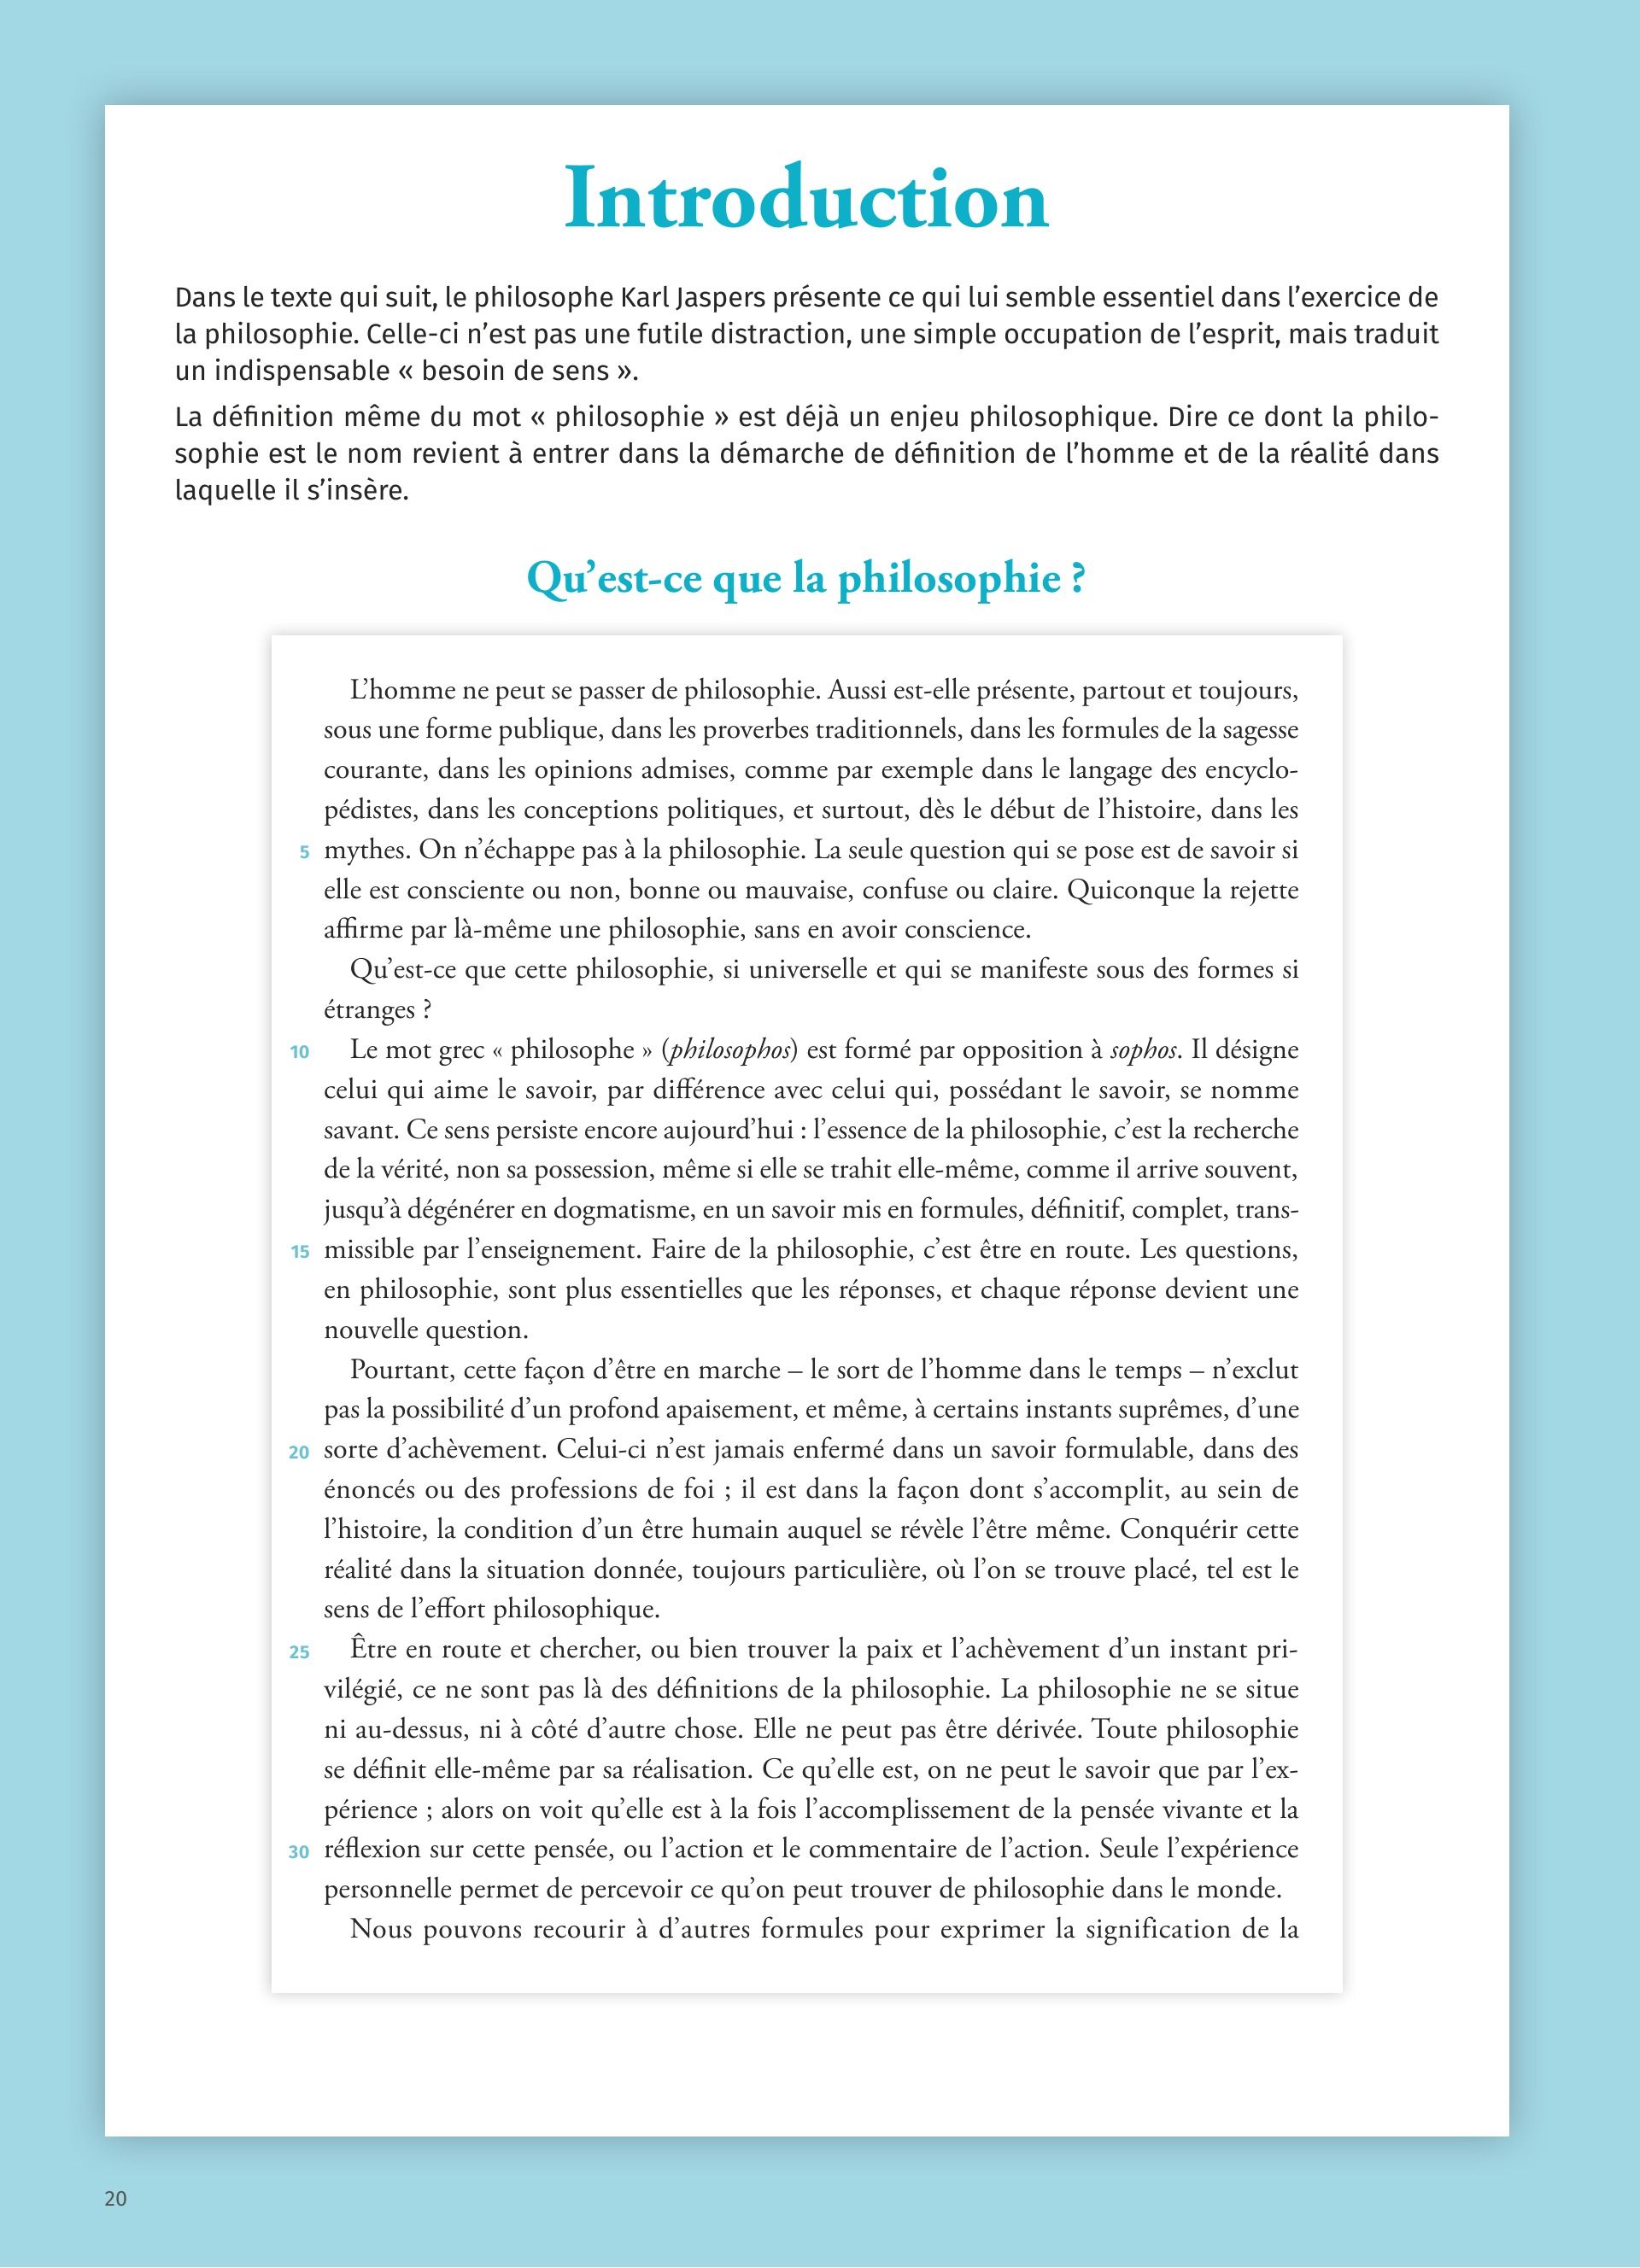 Introduction
Dans le texte qui suit, le philosophe Karl Jaspers présente ce qui lui semble essentiel dans l’exercice de
la philosophie. Celle-ci n’est pas une futile distraction, une simple occupation de l’esprit, mais traduit
un indispensable « besoin de sens ».
La définition même du mot « philosophie » est déjà un enjeu philosophique. Dire ce dont la philo-
sophie est le nom revient à entrer dans la démarche de définition de l’homme et de la réalité dans
laquelle il s’insère.
Qu’est-ce que la philosophie ?
L’homme ne peut se passer de philosophie. Aussi est-elle présente, partout et toujours,
sous une forme publique, dans les proverbes traditionnels, dans les formules de la sagesse
courante, dans les opinions admises, comme par exemple dans le langage des encyclo-
pédistes, dans les conceptions politiques, et surtout, dès le début de l’histoire, dans les
5 mythes. On n’échappe pas à la philosophie. La seule question qui se pose est de savoir si
elle est consciente ou non, bonne ou mauvaise, confuse ou claire. Quiconque la rejette
affirme par là-même une philosophie, sans en avoir conscience.
Qu’est-ce que cette philosophie, si universelle et qui se manifeste sous des formes si
étranges ?
10 Le mot grec « philosophe » (philosophos) est formé par opposition à sophos. Il désigne
celui qui aime le savoir, par différence avec celui qui, possédant le savoir, se nomme
savant. Ce sens persiste encore aujourd’hui : l’essence de la philosophie, c’est la recherche
de la vérité, non sa possession, même si elle se trahit elle-même, comme il arrive souvent,
jusqu’à dégénérer en dogmatisme, en un savoir mis en formules, définitif, complet, trans-
15 missible par l’enseignement. Faire de la philosophie, c’est être en route. Les questions,
en philosophie, sont plus essentielles que les réponses, et chaque réponse devient une
nouvelle question.
Pourtant, cette façon d’être en marche – le sort de l’homme dans le temps – n’exclut
pas la possibilité d’un profond apaisement, et même, à certains instants suprêmes, d’une
20 sorte d’achèvement. Celui-ci n’est jamais enfermé dans un savoir formulable, dans des
énoncés ou des professions de foi ; il est dans la façon dont s’accomplit, au sein de
l’histoire, la condition d’un être humain auquel se révèle l’être même. Conquérir cette
réalité dans la situation donnée, toujours particulière, où l’on se trouve placé, tel est le
sens de l’effort philosophique.
25 Être en route et chercher, ou bien trouver la paix et l’achèvement d’un instant pri-
vilégié, ce ne sont pas là des définitions de la philosophie. La philosophie ne se situe
ni au-dessus, ni à côté d’autre chose. Elle ne peut pas être dérivée. Toute philosophie
se définit elle-même par sa réalisation. Ce qu’elle est, on ne peut le savoir que par l’ex-
périence ; alors on voit qu’elle est à la fois l’accomplissement de la pensée vivante et la
30 réflexion sur cette pensée, ou l’action et le commentaire de l’action. Seule l’expérience
personnelle permet de percevoir ce qu’on peut trouver de philosophie dans le monde.
Nous pouvons recourir à d’autres formules pour exprimer la signification de la
20